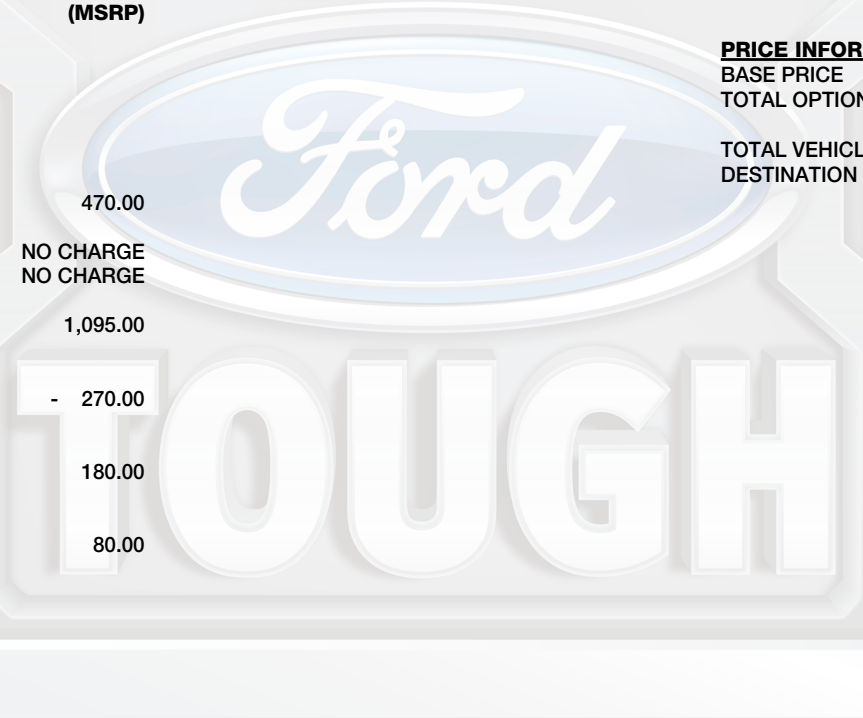 (MSRP)
470.00
NO CHARGE
NO CHARGE
1,095.00
- 270.00
180.00
80.00
PRICE INFOR
BASE PRICE
TOTAL OPTION
TOTAL VEHICL
DESTINATION
Ford
TOUGH